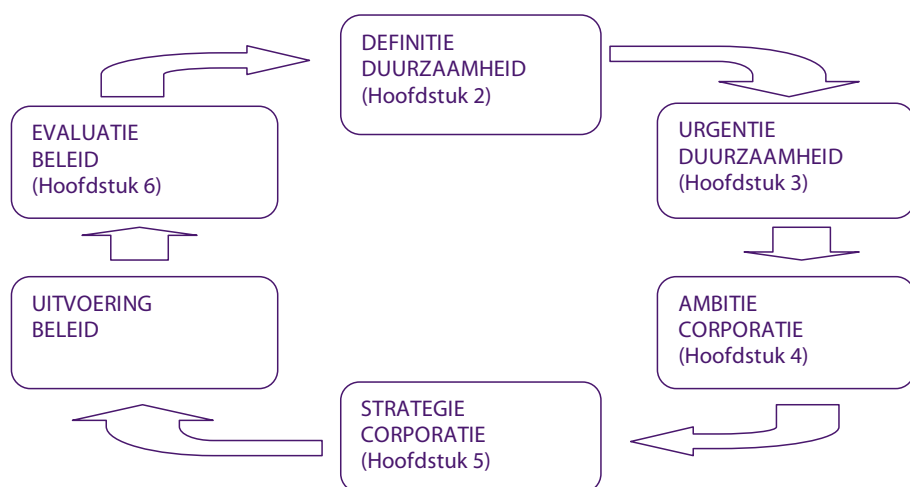 DEFINITIE
DUURZAAMHEID
(Hoofdstuk 2)
URGENTIE
DUURZAAMHEID
(Hoofdstuk 3)
AMBITIE
CORPORATIE
(Hoofdstuk 4)
STRATEGIE
CORPORATIE
(Hoofdstuk 5)
UITVOERING
BELEID
EVALUATIE
BELEID
(Hoofdstuk 6)